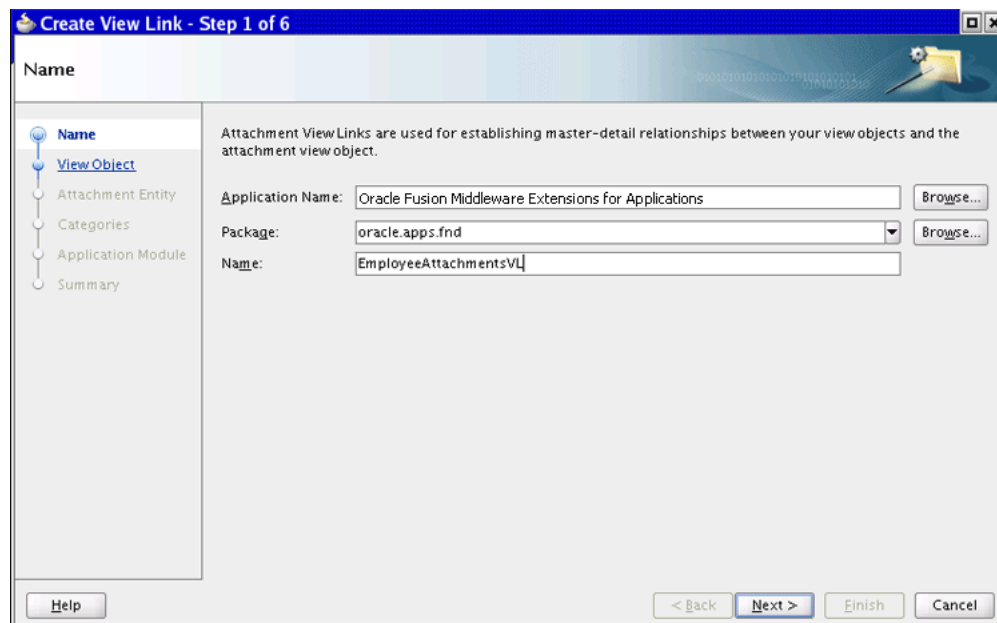 Create View Link - Step 1 of 6
Name
Name
View Object
Attachment Entity
Categories
Application Module
Summary
Attachment View Links are used for establishing master-detail relationships between your view objects and the
attachment view object.
Application Name: Oracle Fusion Middleware Extensions for Applications Browse...
Package: oracle.apps.fnd Browse...
Name: EmployeeAttachmentsVL
Help < Back Next > Finish Cancel